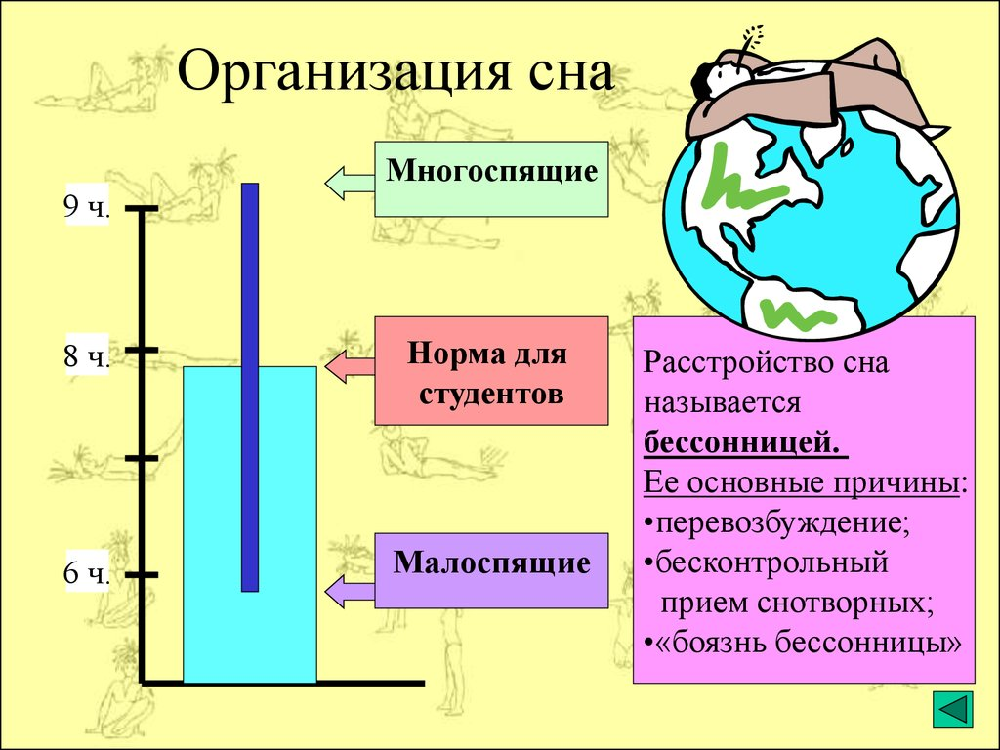 Организация сна
Многоспящие
9 ч.
8 ч.
Норма для
студентов
6 ч.
Малоспящие
Расстройство сна
называется
бессонницей.
Ее основные причины:
•перевозбуждение;
•бесконтрольный
прием снотворных;
•«боязнь бессонницы»